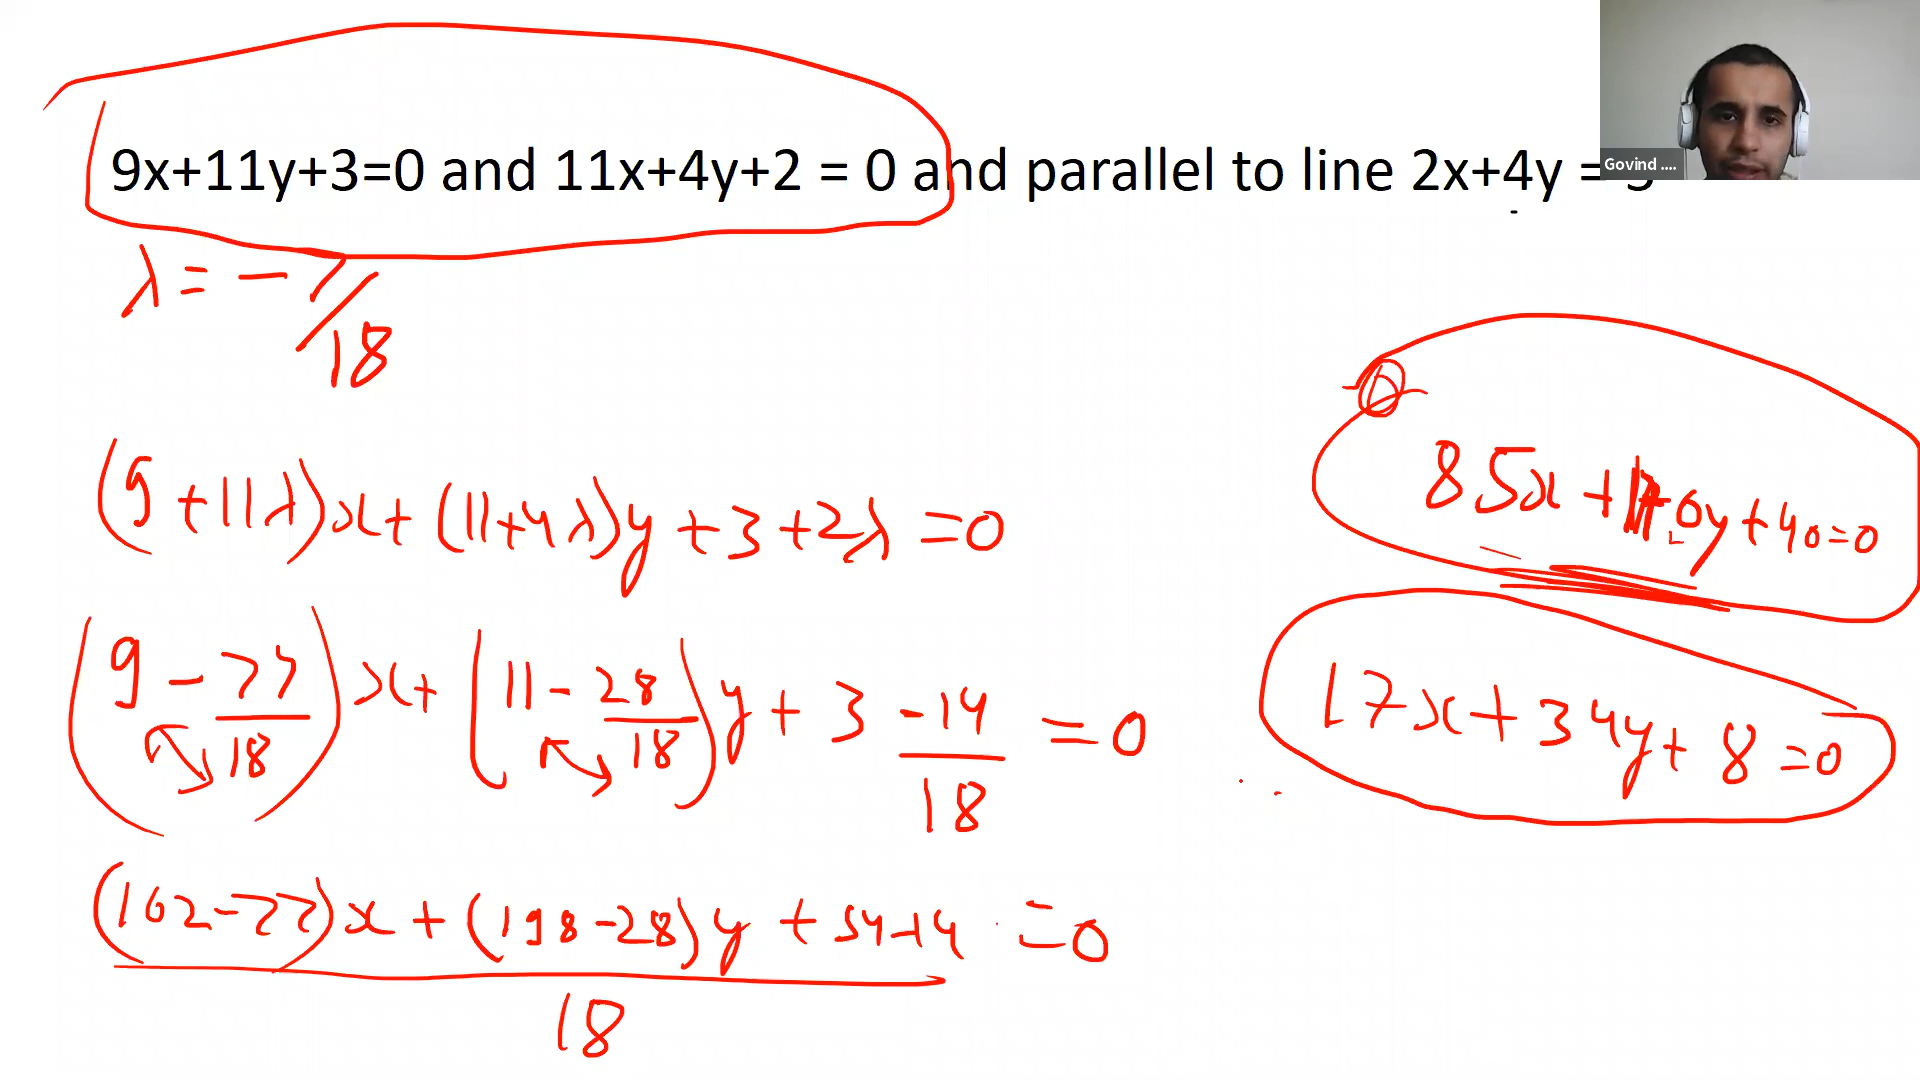 9x+11y+3=0 and 11x+4y+2 = 0 and parallel to line 2x+4y =
Govind ....
λ = -7/18
(9+11λ)x+(11+4λ)y+3+2λ=0
(9-77/18)x+(11-28/18)y+3-14/18=0
(162-77)x+(198-28)y+54-14/18=0
85x+170y+40=0
17x+34y+8=0